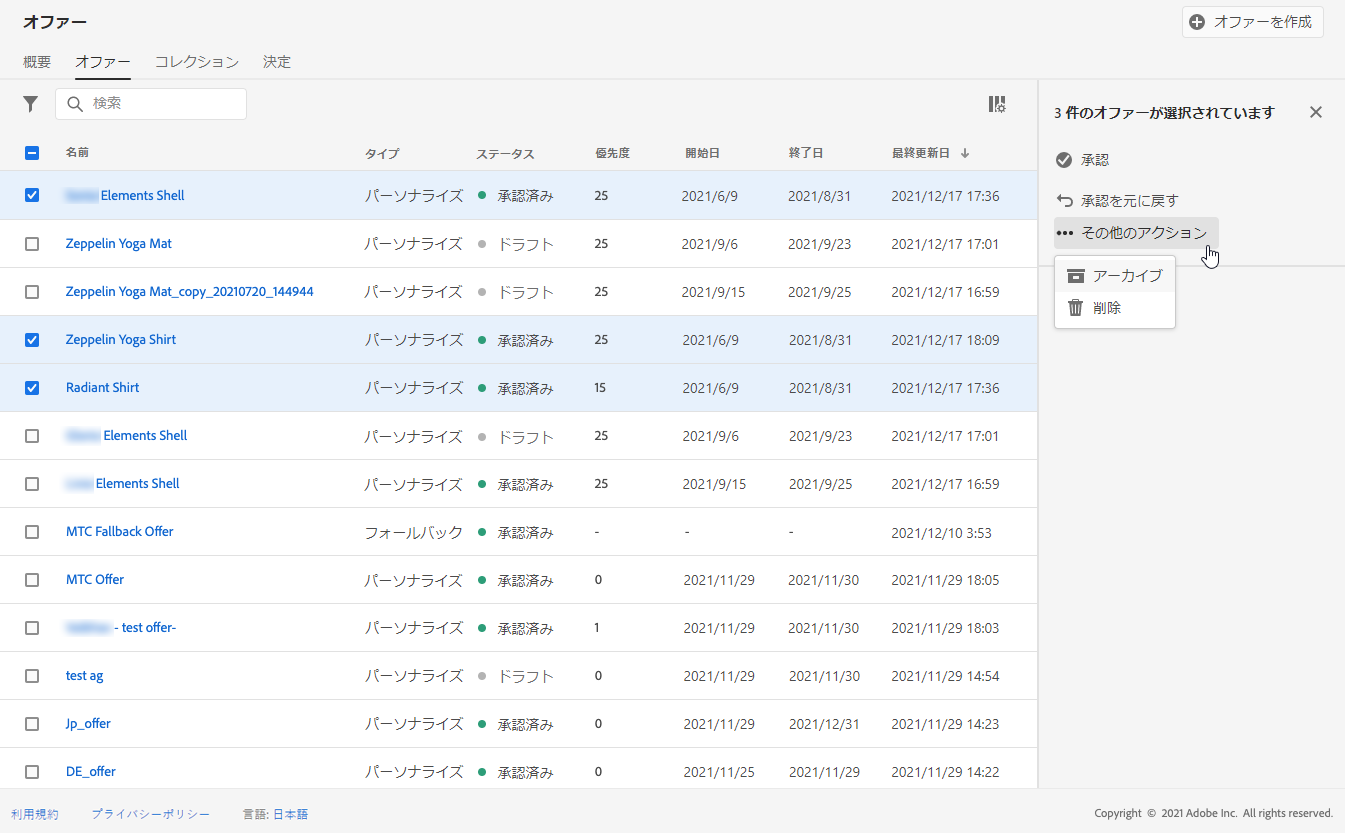 オファー
オファーを作成
概要 オファー コレクション 決定
検索
3 件のオファーが選択されています
名前 タイプ ステータス 優先度 開始日 終了日 最終更新日
承認
Elements Shell パーソナライズ 承認済み 25 2021/6/9 2021/8/31 2021/12/17 17:36
承認を元に戻す
その他のアクション
Zeppelin Yoga Mat パーソナライズ ドラフト 25 2021/9/6 2021/9/23 2021/12/17 17:01
アーカイブ
Zeppelin Yoga Mat_copy_20210720_144944 パーソナライズ ドラフト 25 2021/9/15 2021/9/25 2021/12/17 16:59
削除
Zeppelin Yoga Shirt パーソナライズ 承認済み 25 2021/6/9 2021/8/31 2021/12/17 18:09
Radiant Shirt パーソナライズ 承認済み 15 2021/6/9 2021/8/31 2021/12/17 17:36
Elements Shell パーソナライズ ドラフト 25 2021/9/6 2021/9/23 2021/12/17 17:01
Elements Shell パーソナライズ 承認済み 25 2021/9/15 2021/9/25 2021/12/17 16:59
MTC Fallback Offer フォールバック 承認済み - - - 2021/12/10 3:53
MTC Offer パーソナライズ 承認済み 0 2021/11/29 2021/11/30 2021/11/29 18:05
- test offer- パーソナライズ 承認済み 1 2021/11/29 2021/11/30 2021/11/29 18:03
test ag パーソナライズ ドラフト 0 2021/11/29 2021/11/30 2021/11/29 14:54
Jp_offer パーソナライズ 承認済み 0 2021/11/29 2021/12/31 2021/11/29 14:23
DE_offer パーソナライズ 承認済み 0 2021/11/25 2021/11/29 2021/11/29 14:22
利用規約 プライバシーポリシー 言語: 日本語 Copyright © 2021 Adobe Inc. All rights reserved.